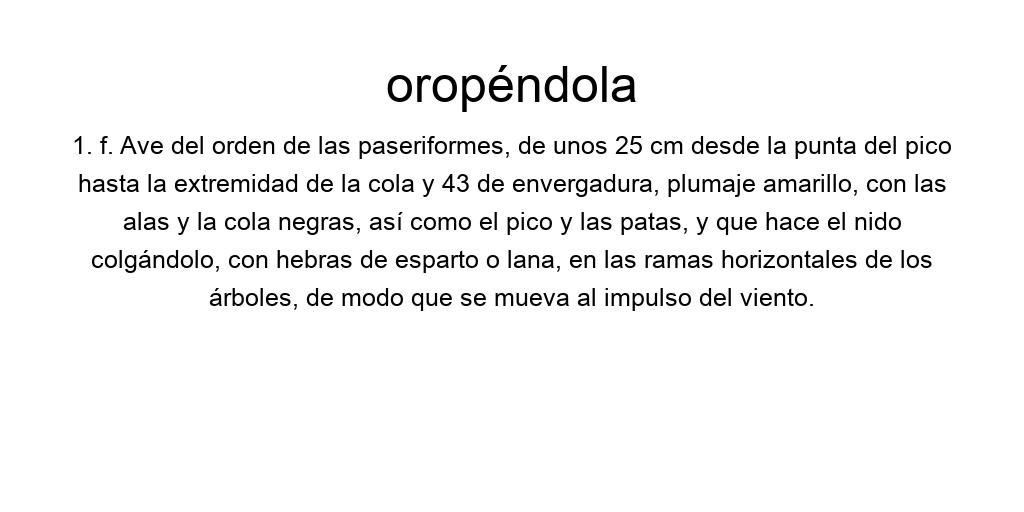 oropéndola
1. f. Ave del orden de las paseriformes, de unos 25 cm desde la punta del pico
hasta la extremidad de la cola y 43 de envergadura, plumaje amarillo, con las
alas y la cola negras, así como el pico y las patas, y que hace el nido
colgándolo, con hebras de esparto o lana, en las ramas horizontales de los
árboles, de modo que se mueva al impulso del viento.